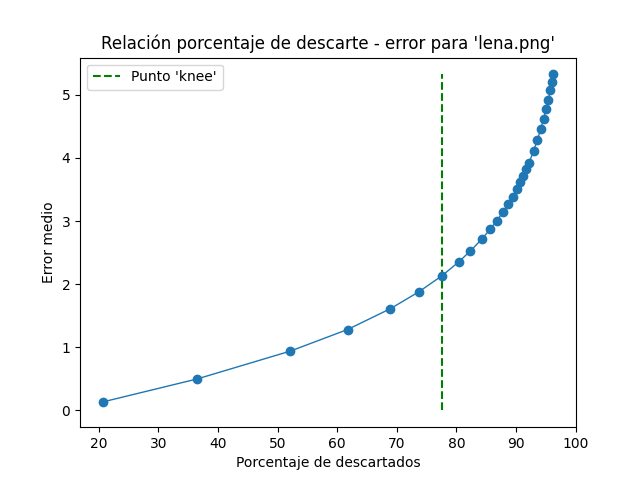 Relación porcentaje de descarte - error para 'lena.png'
Punto 'knee'
Error medio
5
4
3
2
1
0
20 30 40 50 60 70 80 90 100
Porcentaje de descartados